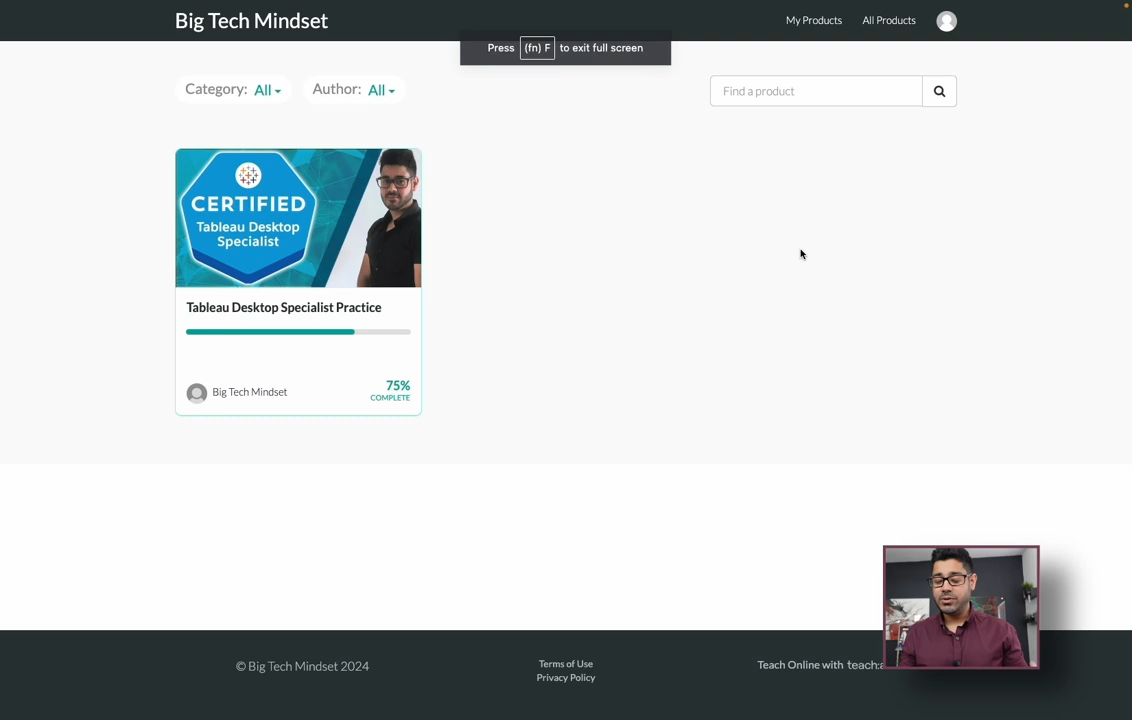 Big Tech Mindset
My Products
All Products
Press (fn) F to exit full screen
Category: All
Author: All
Find a product
CERTIFIED
Tableau Desktop
Specialist
Tableau Desktop Specialist Practice
Big Tech Mindset
75%
COMPLETE
© Big Tech Mindset 2024
Terms of Use
Privacy Policy
Teach Online with